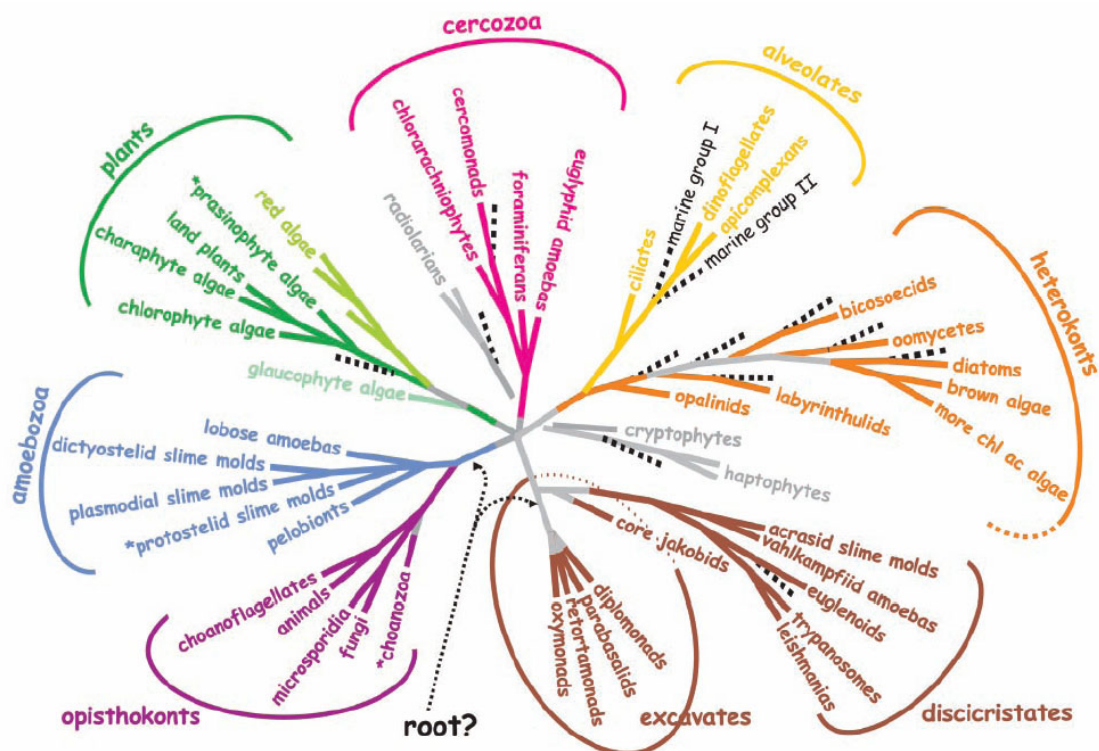 cercozoa
alveolates
plants
heterokonts
amoebozoa
opisthokonts
root?
excavates
discicristates
red algae
*prasinophyte algae
land plants
charaphyte algae
chlorophyte algae
glaucophyte algae
radiolarians
chlorarachniophytes
cercomonads
foraminiferans
euglyphid amoebas
ciliates
marine group I
dinoflagellates
apicomplexans
marine group II
bicosoecids
oomycetes
diatoms
brown algae
more chl ac algae
labyrinthulids
opalinids
cryptophytes
haptophytes
lobose amoebas
dictyostelid slime molds
plasmodial slime molds
*protostelid slime molds
pelobionts
choanoflagellates
animals
microsporidia
fungi
*choanozoa
oxymonads
retortamonads
parabasalids
diplomonads
core jakobids
acrasid slime molds
vahlkampfiid amoebas
euglenoids
trypanosomes
leishmanias